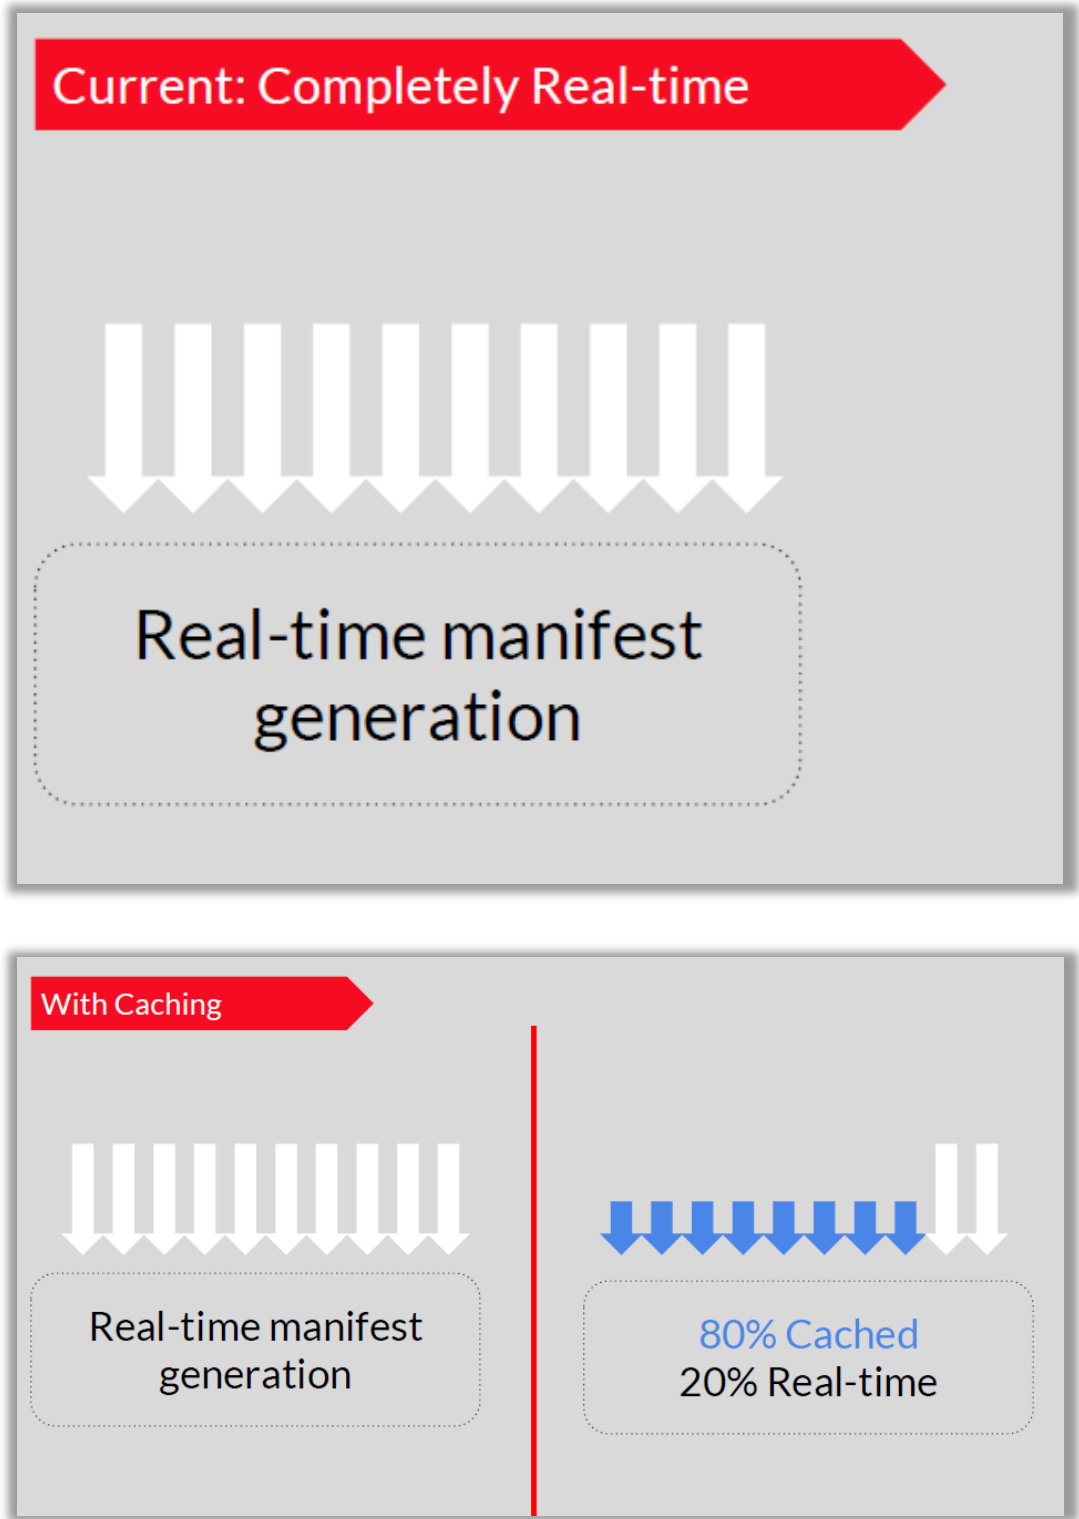 Current: Completely Real-time
Real-time manifest
generation
With Caching
Real-time manifest
generation
80% Cached
20% Real-time